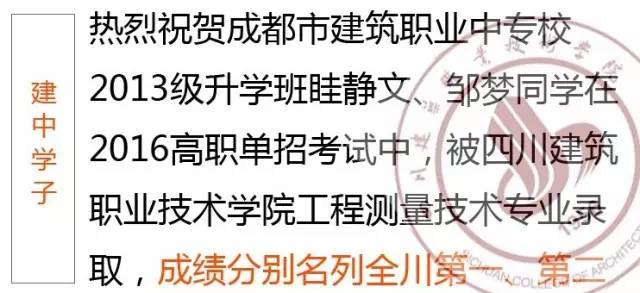 建中学子
热烈祝贺成都市建筑职业中专校
2013级升学班眭静文、邹梦同学在
2016高职单招考试中，被四川建筑
职业技术学院工程测量技术专业录
取，成绩分别名列全川第一、第二